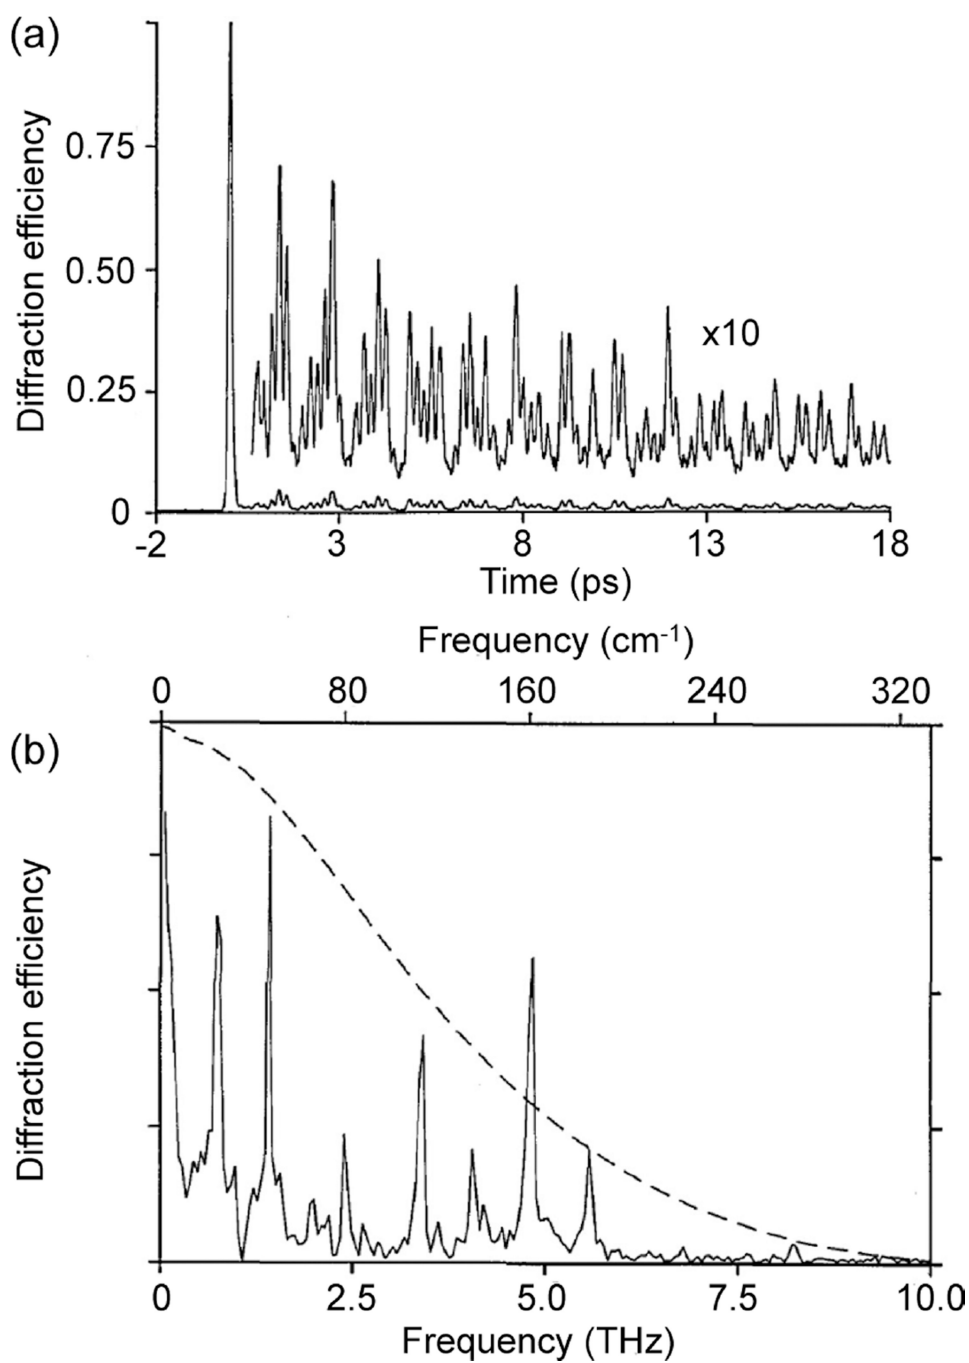 (a)
Diffraction efficiency
0.75
0.50
0.25
0
x10
-2 3 8 13 18
Time (ps)
Frequency (cm-1)
0 80 160 240 320
(b)
Diffraction efficiency
0 2.5 5.0 7.5 10.0
Frequency (THz)